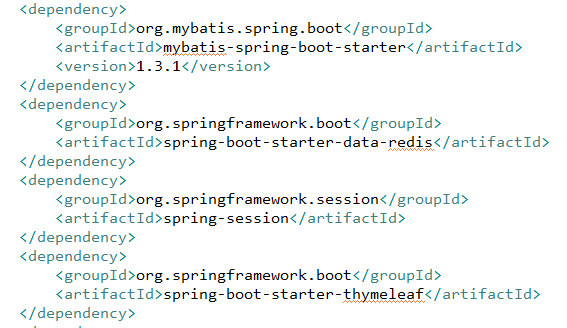 <dependency>
<groupId>org.mybatis.spring.boot</groupId>
<artifactId>mybatis-spring-boot-starter</artifactId>
<version>1.3.1</version>
</dependency>
<dependency>
<groupId>org.springframework.boot</groupId>
<artifactId>spring-boot-starter-data-redis</artifactId>
</dependency>
<dependency>
<groupId>org.springframework.session</groupId>
<artifactId>spring-session</artifactId>
</dependency>
<dependency>
<groupId>org.springframework.boot</groupId>
<artifactId>spring-boot-starter-thymeleaf</artifactId>
</dependency>